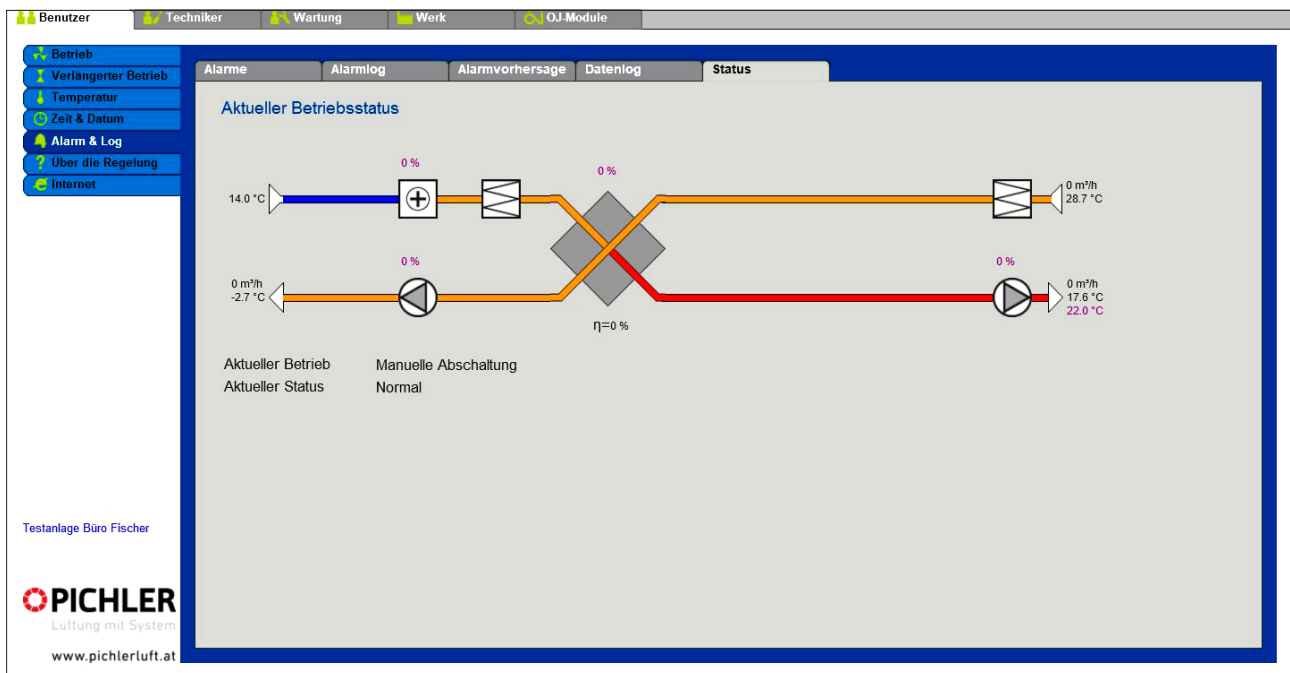 Benutzer
Techniker
Wartung
Werk
OJ-Module
Betrieb
Verlängerter Betrieb
Temperatur
Zeit & Datum
Alarm & Log
Über die Regelung
Internet
Alarme
Alarmlog
Alarmvorhersage
Datenlog
Status
Aktueller Betriebsstatus
0 %
0 %
14.0 °C
0 m³/h
28.7 °C
0 %
0 %
0 m³/h
-2.7 °C
0 m³/h
17.6 °C
22.0 °C
η=0 %
Aktueller Betrieb Manuelle Abschaltung
Aktueller Status Normal
Testanlage Büro Fischer
PICHLER
Lüftung mit System
www.pichlerluft.at